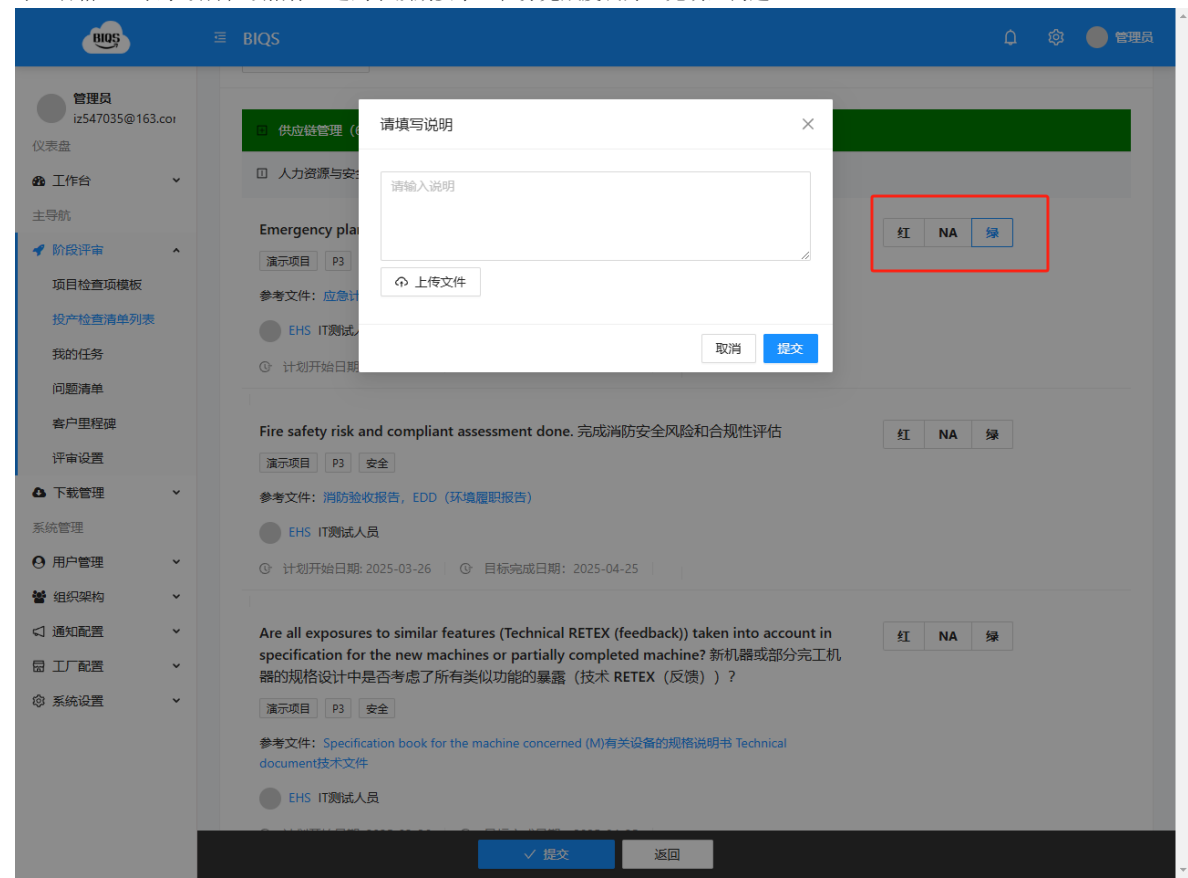 BIQS
BIQS
管理员
管理员
iz547035@163.cor
仪表盘
工作台
主导航
阶段评审
项目检查项模板
投产检查清单列表
我的任务
问题清单
客户里程碑
评审设置
下载管理
系统管理
用户管理
组织架构
通知配置
工厂配置
系统设置
供应链管理（
人力资源与安
请填写说明
请输入说明
上传文件
取消
提交
Emergency pla
演示项目 P3
参考文件：应急计
EHS IT测试
计划开始日期
红 NA 绿
Fire safety risk and compliant assessment done. 完成消防安全风险和合规性评估
演示项目 P3 安全
参考文件：消防验收报告，EDD（环境履职报告）
EHS IT测试人员
计划开始日期: 2025-03-26 目标完成日期：2025-04-25
红 NA 绿
Are all exposures to similar features (Technical RETEX (feedback)) taken into account in
specification for the new machines or partially completed machine? 新机器或部分完工机
器的规格设计中是否考虑了所有类似功能的暴露（技术 RETEX（反馈））？
演示项目 P3 安全
参考文件：Specification book for the machine concerned (M)有关设备的规格说明书 Technical
document技术文件
EHS IT测试人员
红 NA 绿
提交
返回